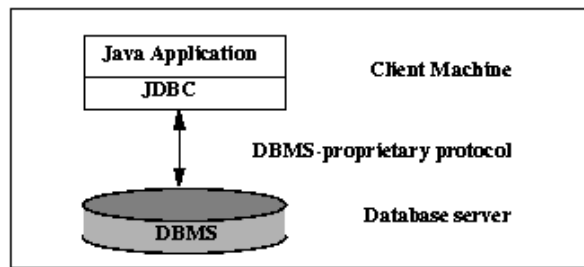 Java Application
Client Machine
JDBC
DBMS-proprietary protocol
Database server
DBMS